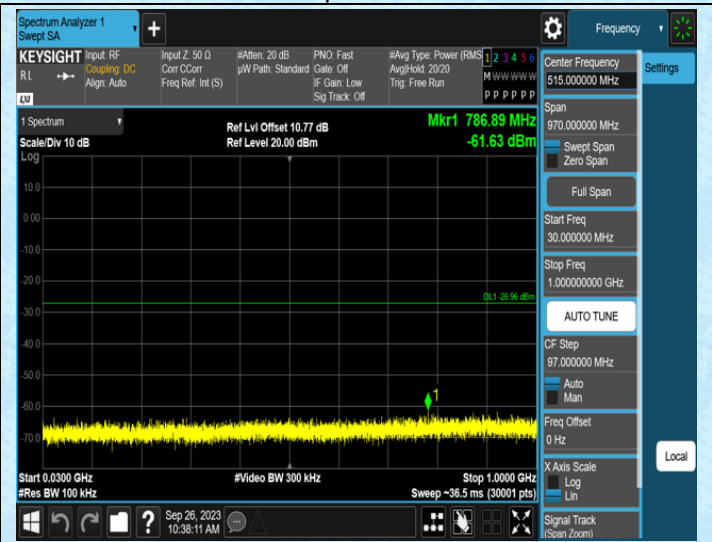 Spectrum Analyzer 1
Swept SA
+
Frequency
KEYSIGHT
RL
LXI
Input: RF
Coupling: DC
Align: Auto
Input Z: 50 Ω
Corr CCorr
Freq Ref: Int (S)
#Atten: 20 dB
µW Path: Standard
PNO: Fast
Gate: Off
IF Gain: Low
Sig Track: Off
#Avg Type: Power (RMS
Avg|Hold: 20/20
Trig: Free Run
1 2 3 4 5 6
M W W W W W
P P P P P P
1 Spectrum
Scale/Div 10 dB
Log
Ref Lvl Offset 10.77 dB
Ref Level 20.00 dBm
Mkr1 786.89 MHz
-61.63 dBm
10.0
0.00
-10.0
-20.0
-30.0
-40.0
-50.0
-60.0
-70.0
DL1 -26.96 dBm
1
Start 0.0300 GHz
#Res BW 100 kHz
#Video BW 300 kHz
Stop 1.0000 GHz
Sweep ~36.5 ms (30001 pts)
Sep 26, 2023
10:38:11 AM
?
Center Frequency
515.000000 MHz
Settings
Span
970.000000 MHz
Swept Span
Zero Span
Full Span
Start Freq
30.000000 MHz
Stop Freq
1.000000000 GHz
AUTO TUNE
CF Step
97.000000 MHz
Auto
Man
Freq Offset
0 Hz
X Axis Scale
Log
Lin
Local
Signal Track
(Span Zoom)